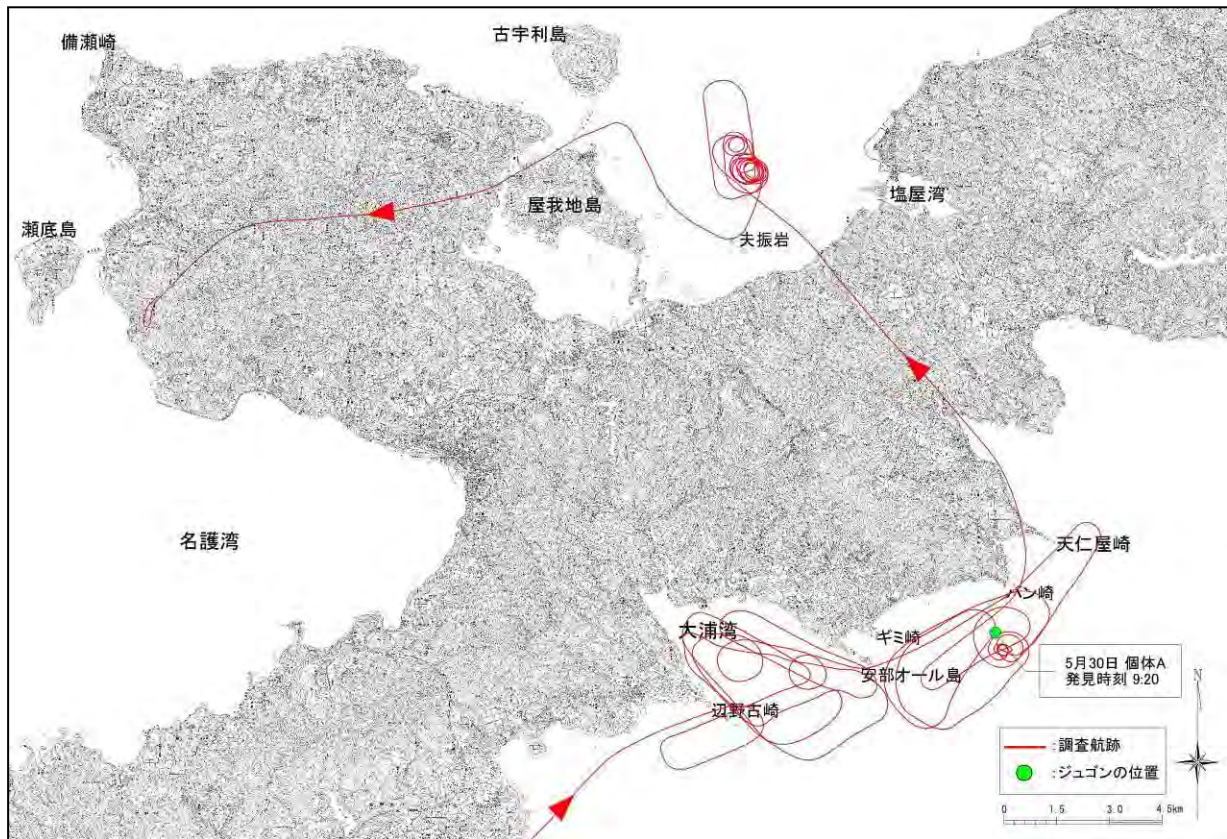 古宇利島
備瀬崎
塩屋湾
屋我地島
瀬底島
夫振岩
名護湾
天仁屋崎
バン崎
大浦湾
ギミ崎
安部オール島
5月30日 個体A
発見時刻 9:20
辺野古崎
N
:調査航跡
:ジュゴンの位置
0 1.5 3.0 4.5km